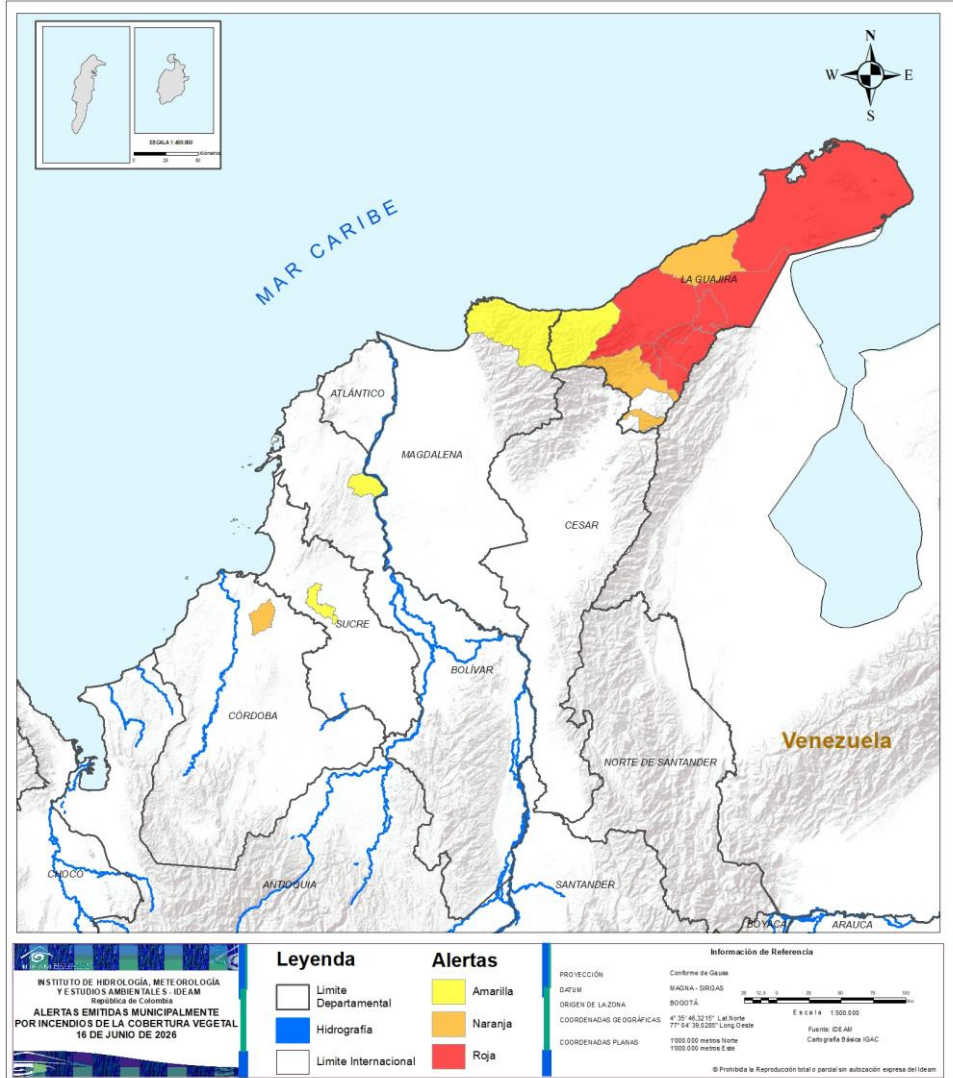 N
W
E
S
ESCALA 1:400.000
MAR CARIBE
LA GUAJIRA
ATLÁNTICO
MAGDALENA
CESAR
SUCRE
BOLÍVAR
CÓRDOBA
Venezuela
NORTE DE SANTANDER
CHOCÓ
ANTIOQUIA
SANTANDER
BOYACÁ
ARAUCA
IDEAM
INSTITUTO DE HIDROLOGÍA, METEOROLOGÍA
Y ESTUDIOS AMBIENTALES - IDEAM
República de Colombia
ALERTAS EMITIDAS MUNICIPALMENTE
POR INCENDIOS DE LA COBERTURA VEGETAL
16 DE JUNIO DE 2026
Leyenda
Limite
Departamental
Hidrografía
Limite Internacional
Alertas
Amarilla
Naranja
Roja
Información de Referencia
PROYECCIÓN
Conforme de Gauss
DATUM
MAGNA - SIRGAS
ORIGEN DE LA ZONA
BOGOTÁ
COORDENADAS GEOGRÁFICAS
4° 35' 46,3215" Lat.Norte
77° 04' 39,0285" Long.Oeste
COORDENADAS PLANAS
1'000.000 metros Norte
1'000.000 metros Este
Escala 1:500.000
Fuente: IDEAM
Cartografía Básica IGAC
© Prohibida la Reproducción total o parcial sin autozación expresa del Ideam